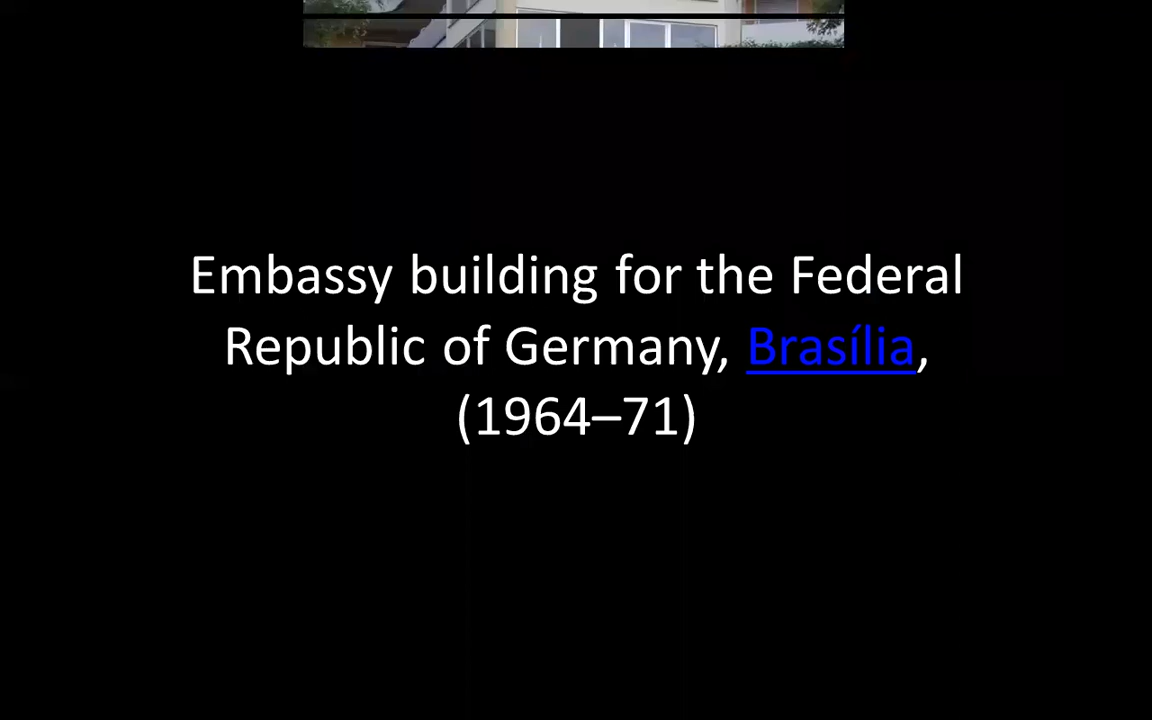 Embassy building for the Federal
Republic of Germany, Brasília,
(1964–71)